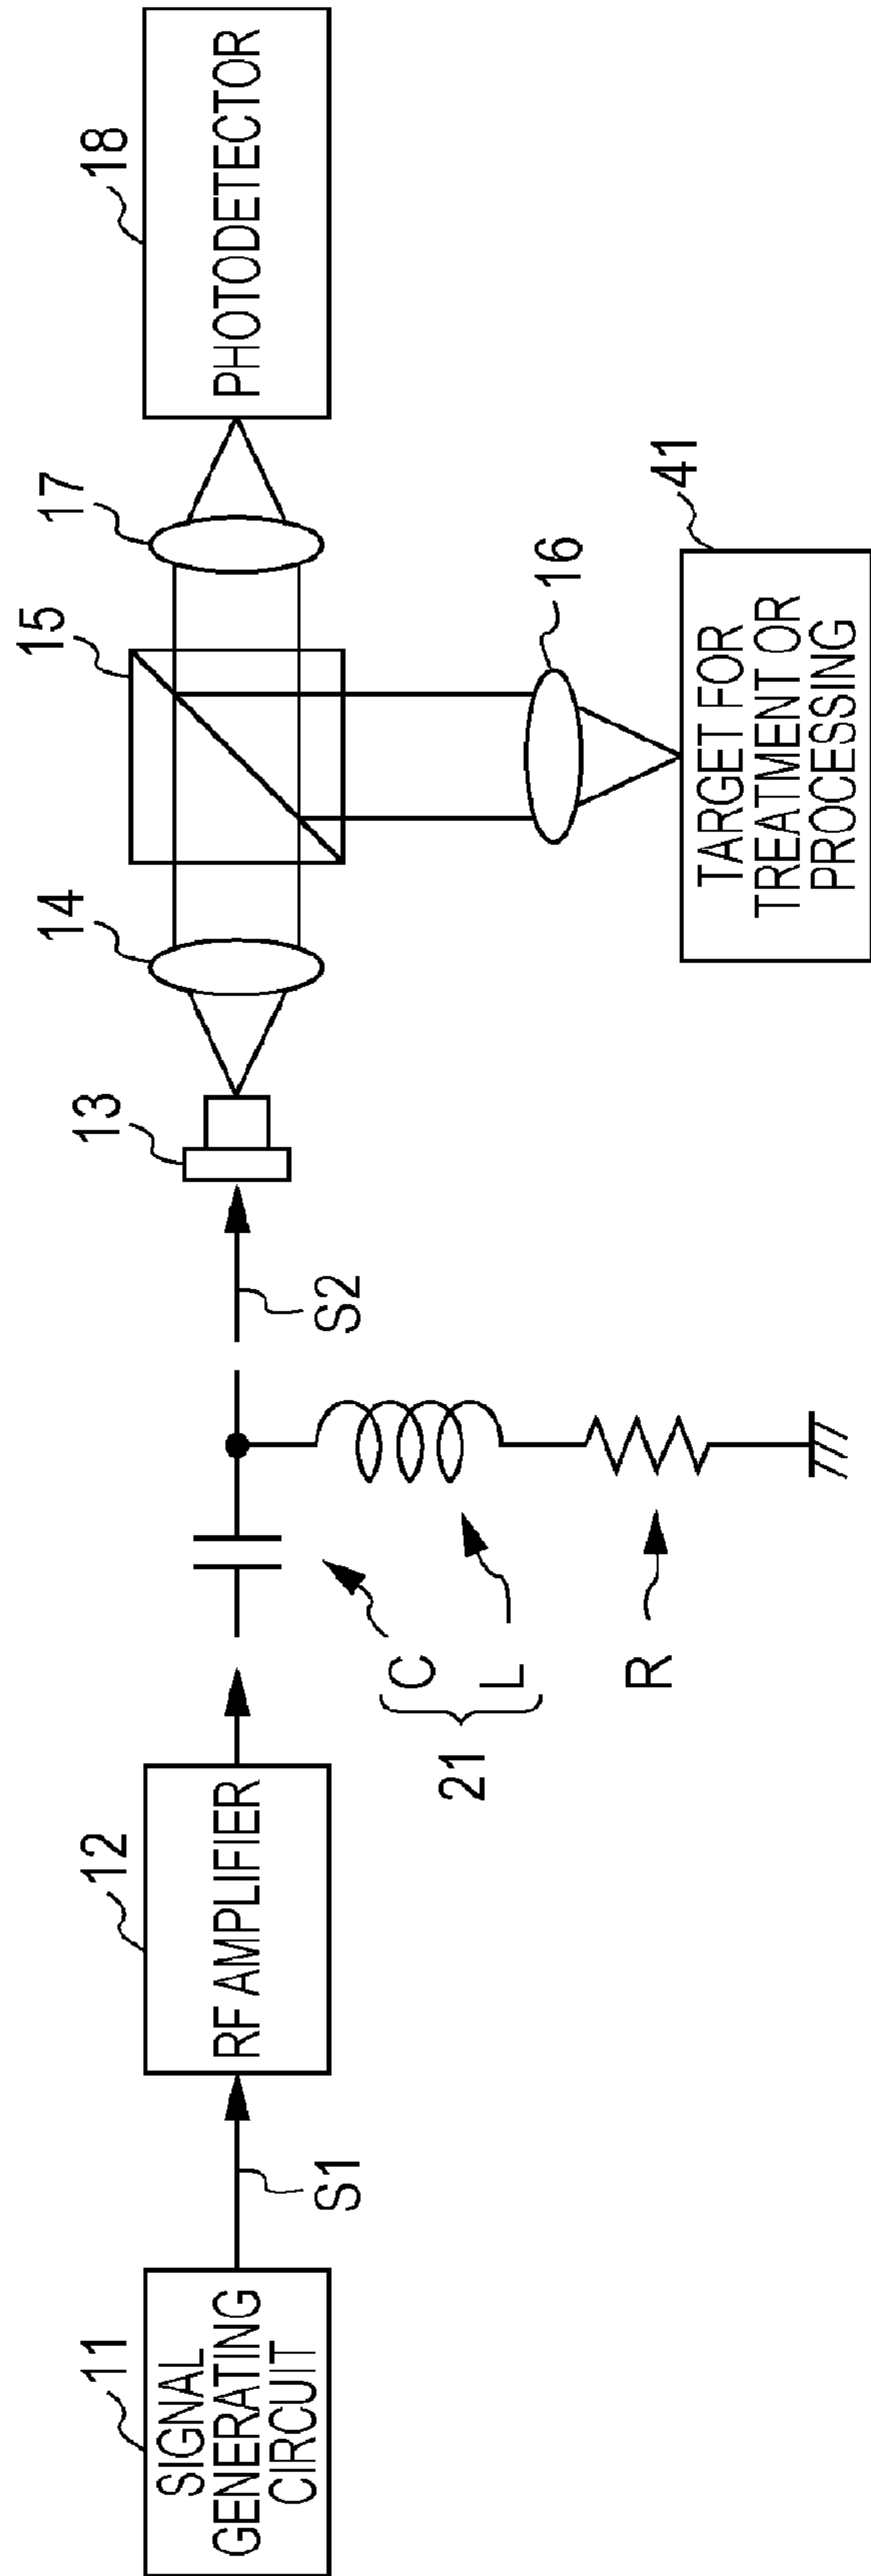 11
SIGNAL
GENERATING
CIRCUIT
S1
12
RF AMPLIFIER
21
C
L
R
S2
13
14
15
16
17
18
PHOTODETECTOR
41
TARGET FOR
TREATMENT OR
PROCESSING